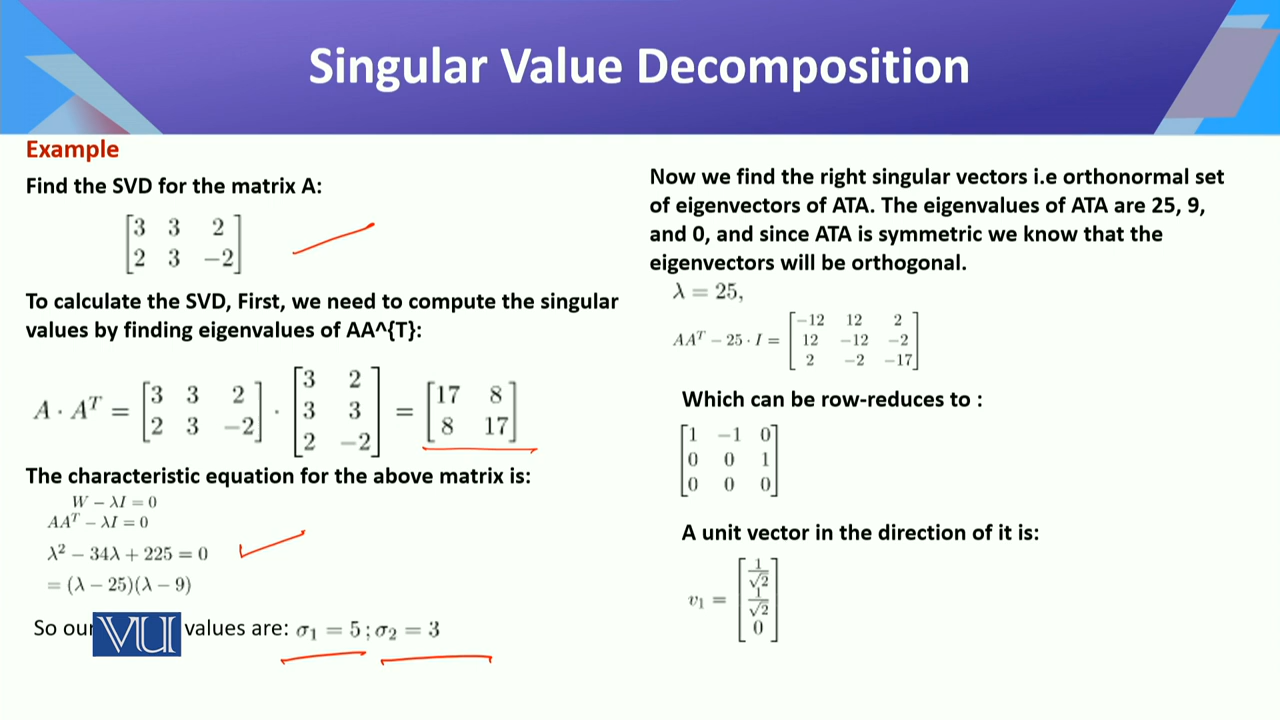 Singular Value Decomposition
Example
Find the SVD for the matrix A:
[3 3 2
2 3 −2]
To calculate the SVD, First, we need to compute the singular
values by finding eigenvalues of AA^{T}:
A · Aᵀ = [3 3 2; 2 3 −2] · [3 2; 3 3; 2 −2] = [17 8; 8 17]
The characteristic equation for the above matrix is:
W − λI = 0
AAᵀ − λI = 0
λ² − 34λ + 225 = 0
= (λ − 25)(λ − 9)
So our VU values are: σ₁ = 5 ; σ₂ = 3
Now we find the right singular vectors i.e orthonormal set
of eigenvectors of ATA. The eigenvalues of ATA are 25, 9,
and 0, and since ATA is symmetric we know that the
eigenvectors will be orthogonal.
λ = 25,
AAᵀ − 25 · I = [−12 12 2; 12 −12 −2; 2 −2 −17]
Which can be row-reduces to :
[1 −1 0
0 0 1
0 0 0]
A unit vector in the direction of it is:
v₁ = [1/√2; 1/√2; 0]